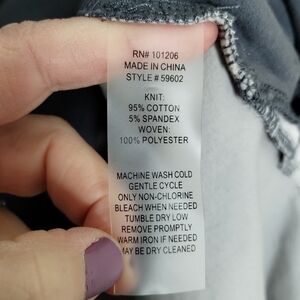 RN# 101206
MADE IN CHINA
STYLE # 59602
KNIT:
95% COTTON
5% SPANDEX
WOVEN:
100% POLYESTER
MACHINE WASH COLD
GENTLE CYCLE
ONLY NON-CHLORINE
BLEACH WHEN NEEDED
TUMBLE DRY LOW
REMOVE PROMPTLY
WARM IRON IF NEEDED
MAY BE DRY CLEANED